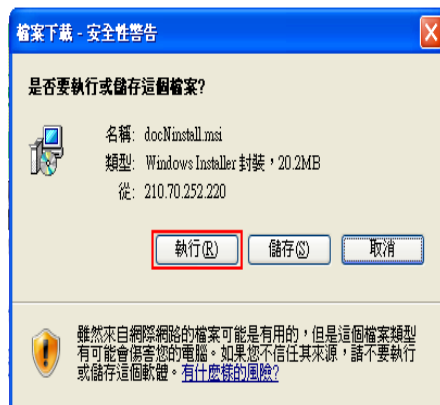 檔案下載 - 安全性警告
是否要執行或儲存這個檔案?
名稱: docNinstall.msi
類型: Windows Installer 封裝，20.2MB
從: 210.70.252.220
執行(R) 儲存(S) 取消
雖然來自網際網路的檔案可能是有用的，但是這個檔案類型
有可能會傷害您的電腦。如果您不信任其來源，請不要執行
或儲存這個軟體。有什麼樣的風險?